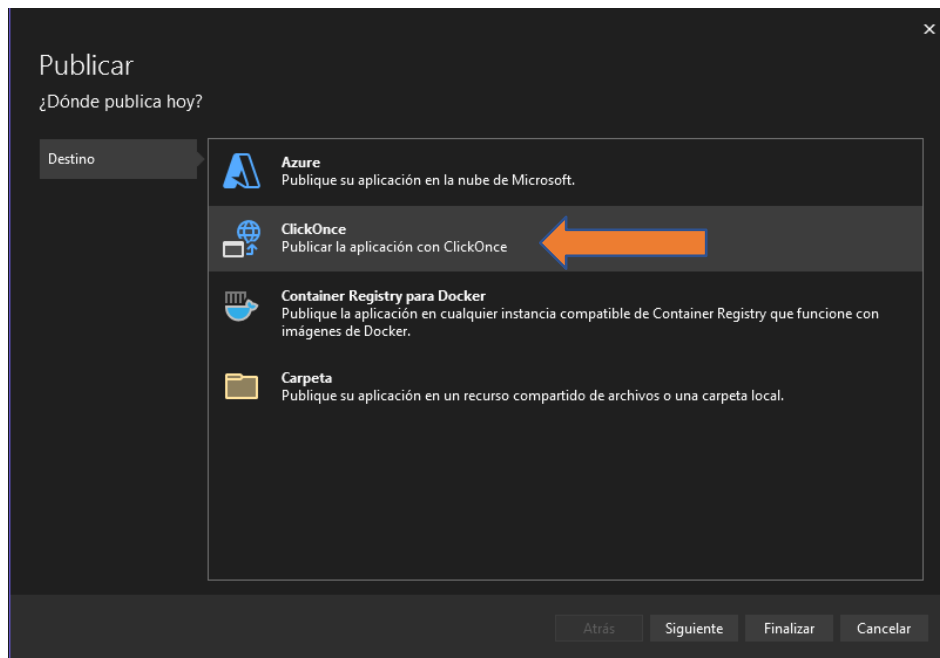 Publicar
¿Dónde publica hoy?
Destino
Azure
Publique su aplicación en la nube de Microsoft.
ClickOnce
Publicar la aplicación con ClickOnce
Container Registry para Docker
Publique la aplicación en cualquier instancia compatible de Container Registry que funcione con
imágenes de Docker.
Carpeta
Publique su aplicación en un recurso compartido de archivos o una carpeta local.
Atrás
Siguiente
Finalizar
Cancelar